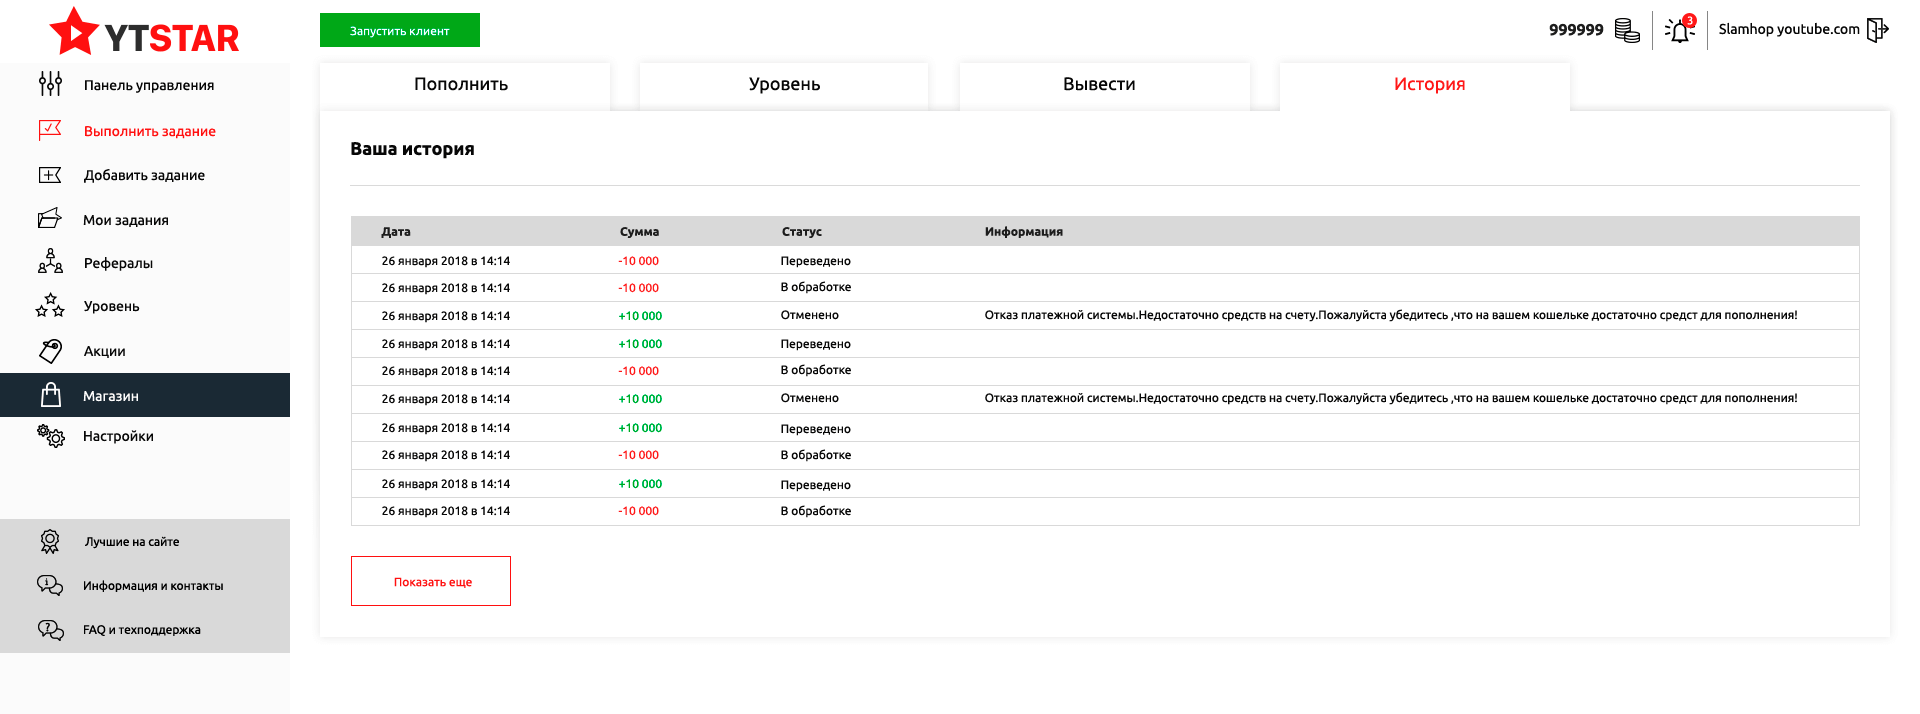 YTSTAR
Запустить клиент
999999
3
Slamhop youtube.com
Панель управления
Выполнить задание
Добавить задание
Мои задания
Рефералы
Уровень
Акции
Магазин
Настройки
Лучшие на сайте
Информация и контакты
FAQ и техподдержка
Пополнить Уровень Вывести История
Ваша история
Дата Сумма Статус Информация
26 января 2018 в 14:14 -10 000 Переведено
26 января 2018 в 14:14 -10 000 В обработке
26 января 2018 в 14:14 +10 000 Отменено Отказ платежной системы.Недостаточно средств на счету.Пожалуйста убедитесь ,что на вашем кошельке достаточно средст для пополнения!
26 января 2018 в 14:14 +10 000 Переведено
26 января 2018 в 14:14 -10 000 В обработке
26 января 2018 в 14:14 +10 000 Отменено Отказ платежной системы.Недостаточно средств на счету.Пожалуйста убедитесь ,что на вашем кошельке достаточно средст для пополнения!
26 января 2018 в 14:14 +10 000 Переведено
26 января 2018 в 14:14 -10 000 В обработке
26 января 2018 в 14:14 +10 000 Переведено
26 января 2018 в 14:14 -10 000 В обработке
Показать еще